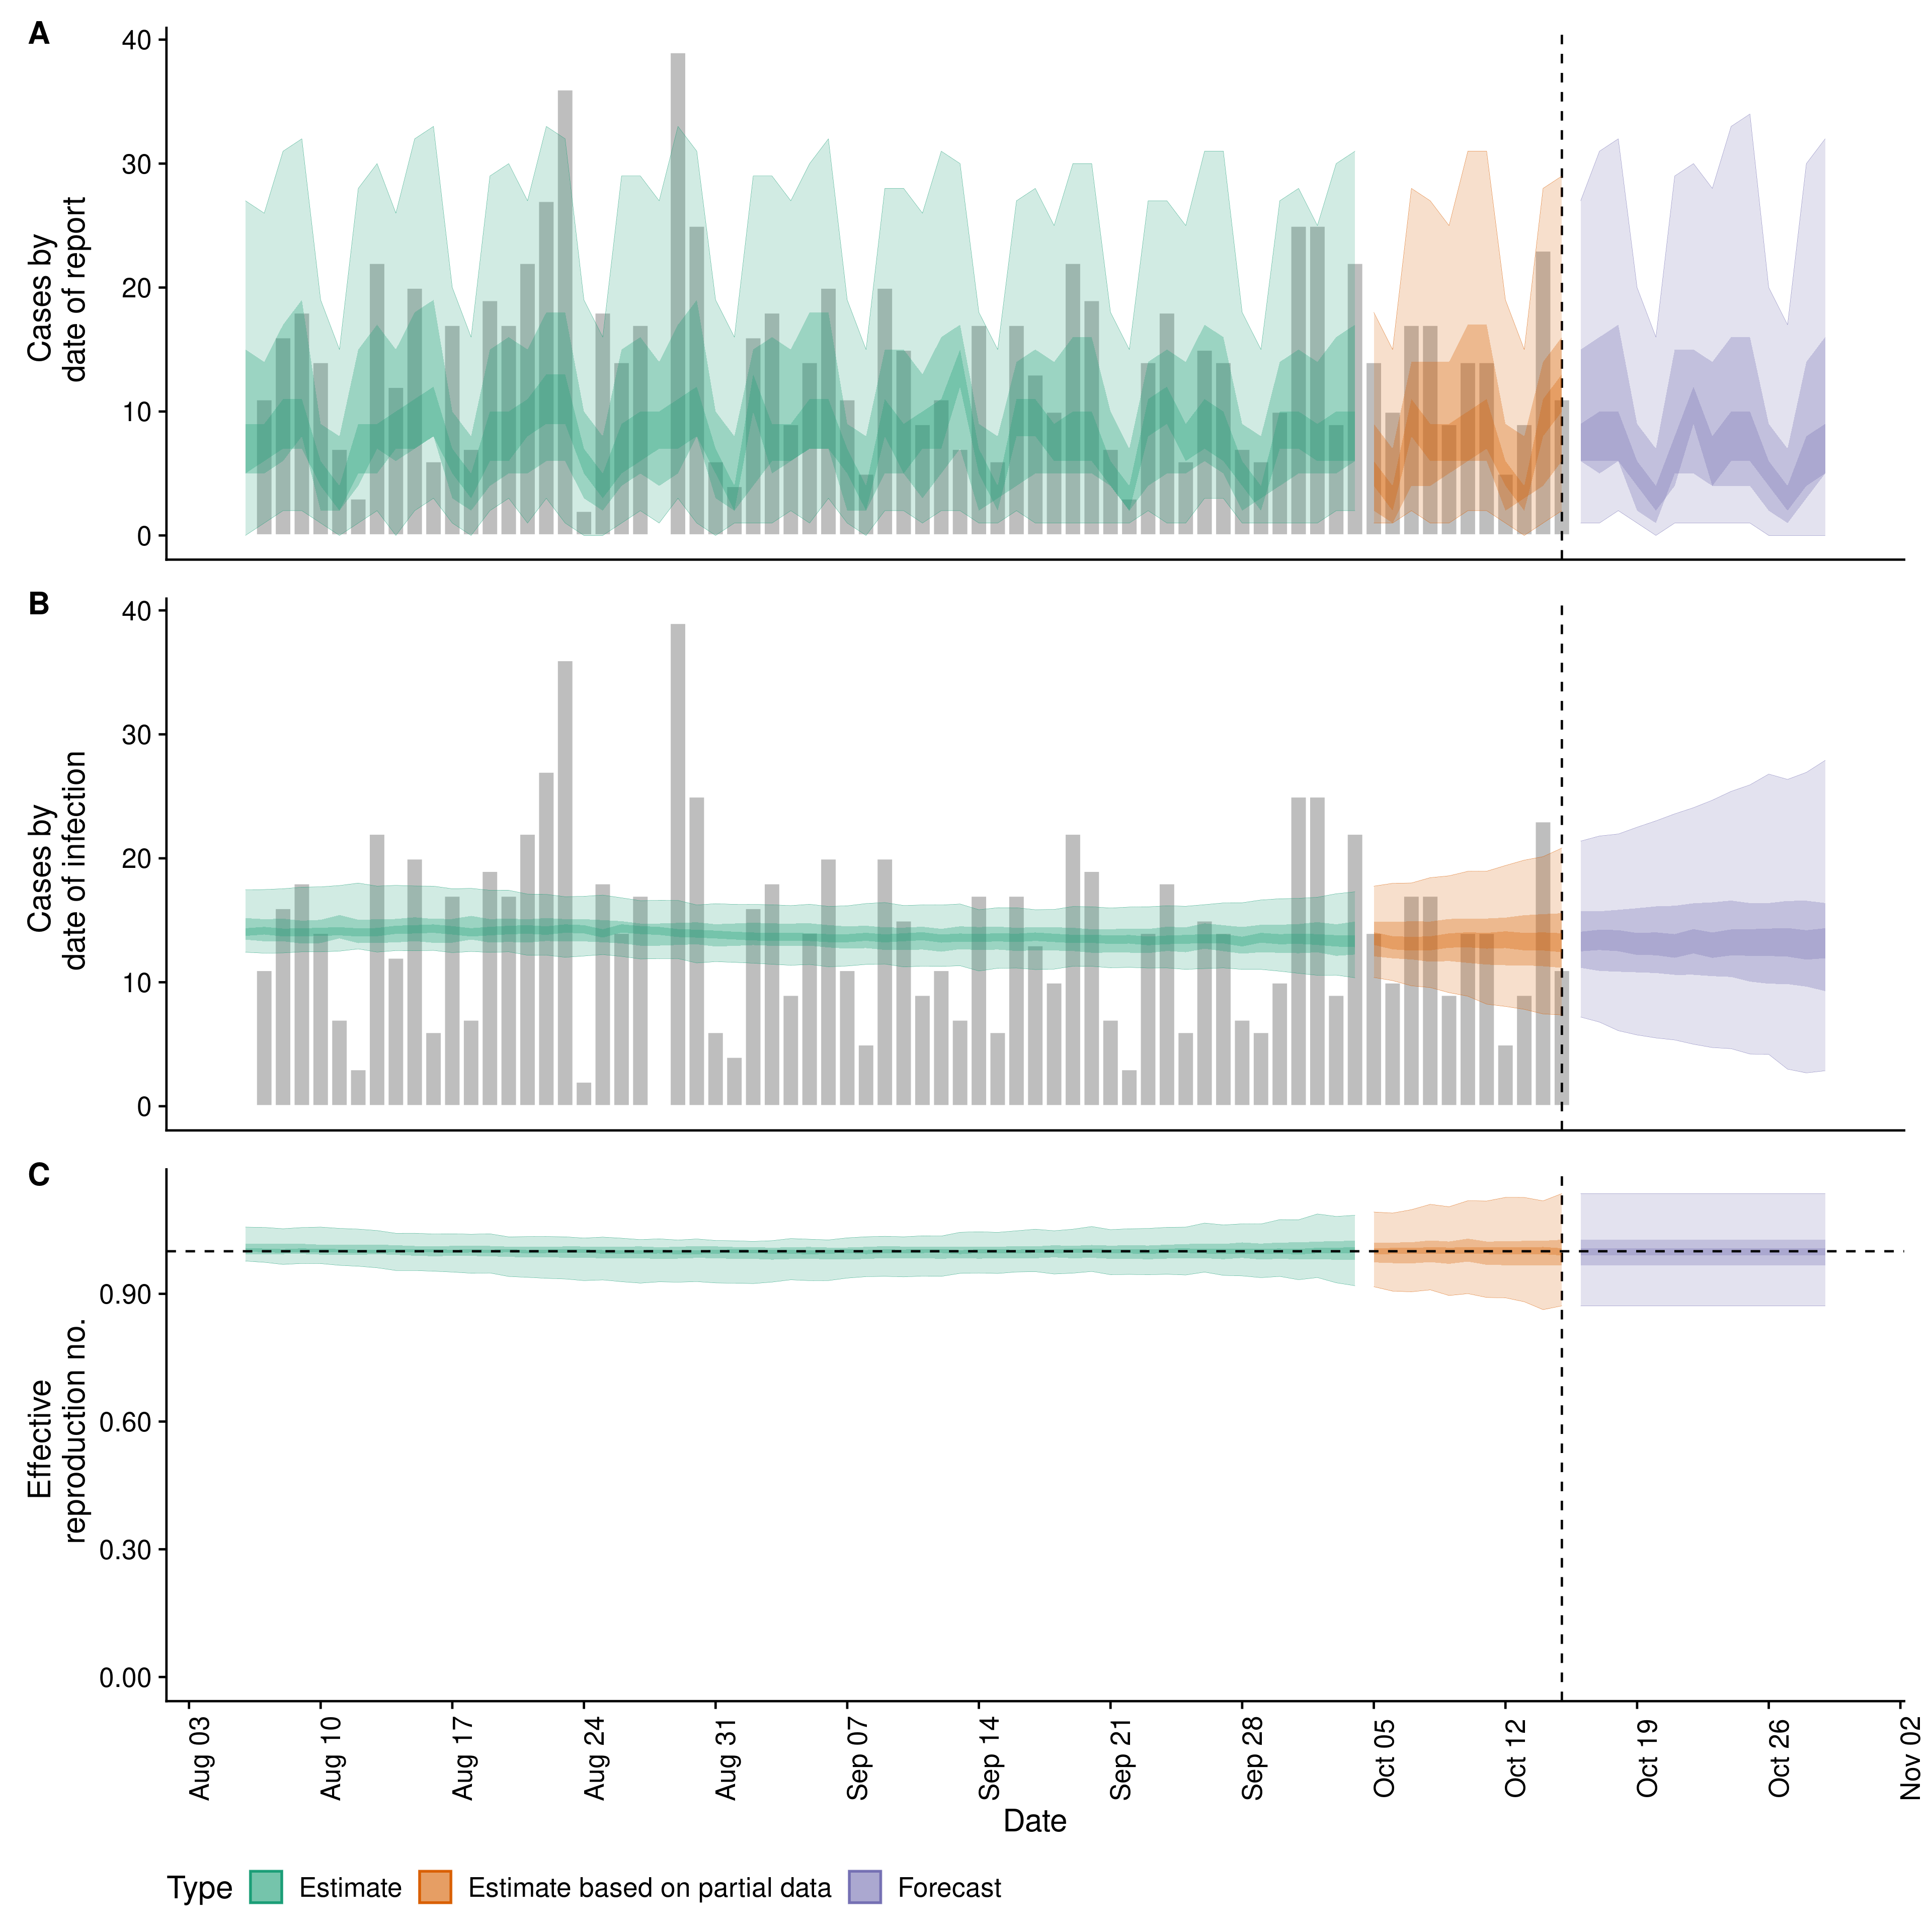 A
40
30
20
10
0
Cases by
date of report
B
40
30
20
10
0
Cases by
date of infection
C
0.90
0.60
0.30
0.00
Effective
reproduction no.
Aug 03
Aug 10
Aug 17
Aug 24
Aug 31
Sep 07
Sep 14
Sep 21
Sep 28
Oct 05
Oct 12
Oct 19
Oct 26
Nov 02
Date
Type Estimate Estimate based on partial data Forecast